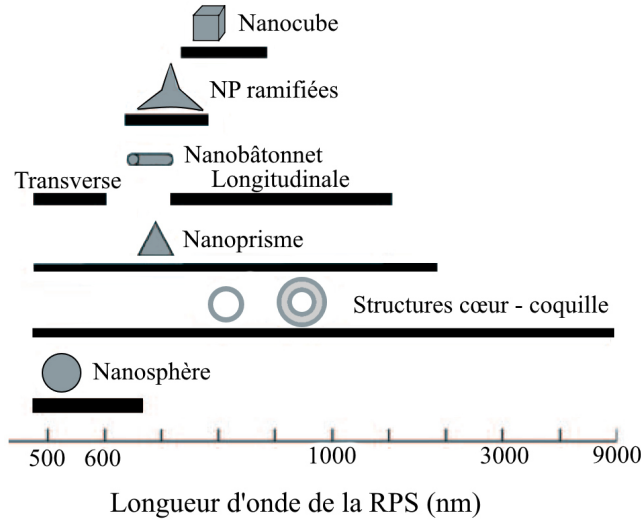 Nanocube
NP ramifiées
Nanobâtonnet
Transverse
Longitudinale
Nanoprisme
Structures cœur - coquille
Nanosphère
500 600 1000 3000 9000
Longueur d'onde de la RPS (nm)